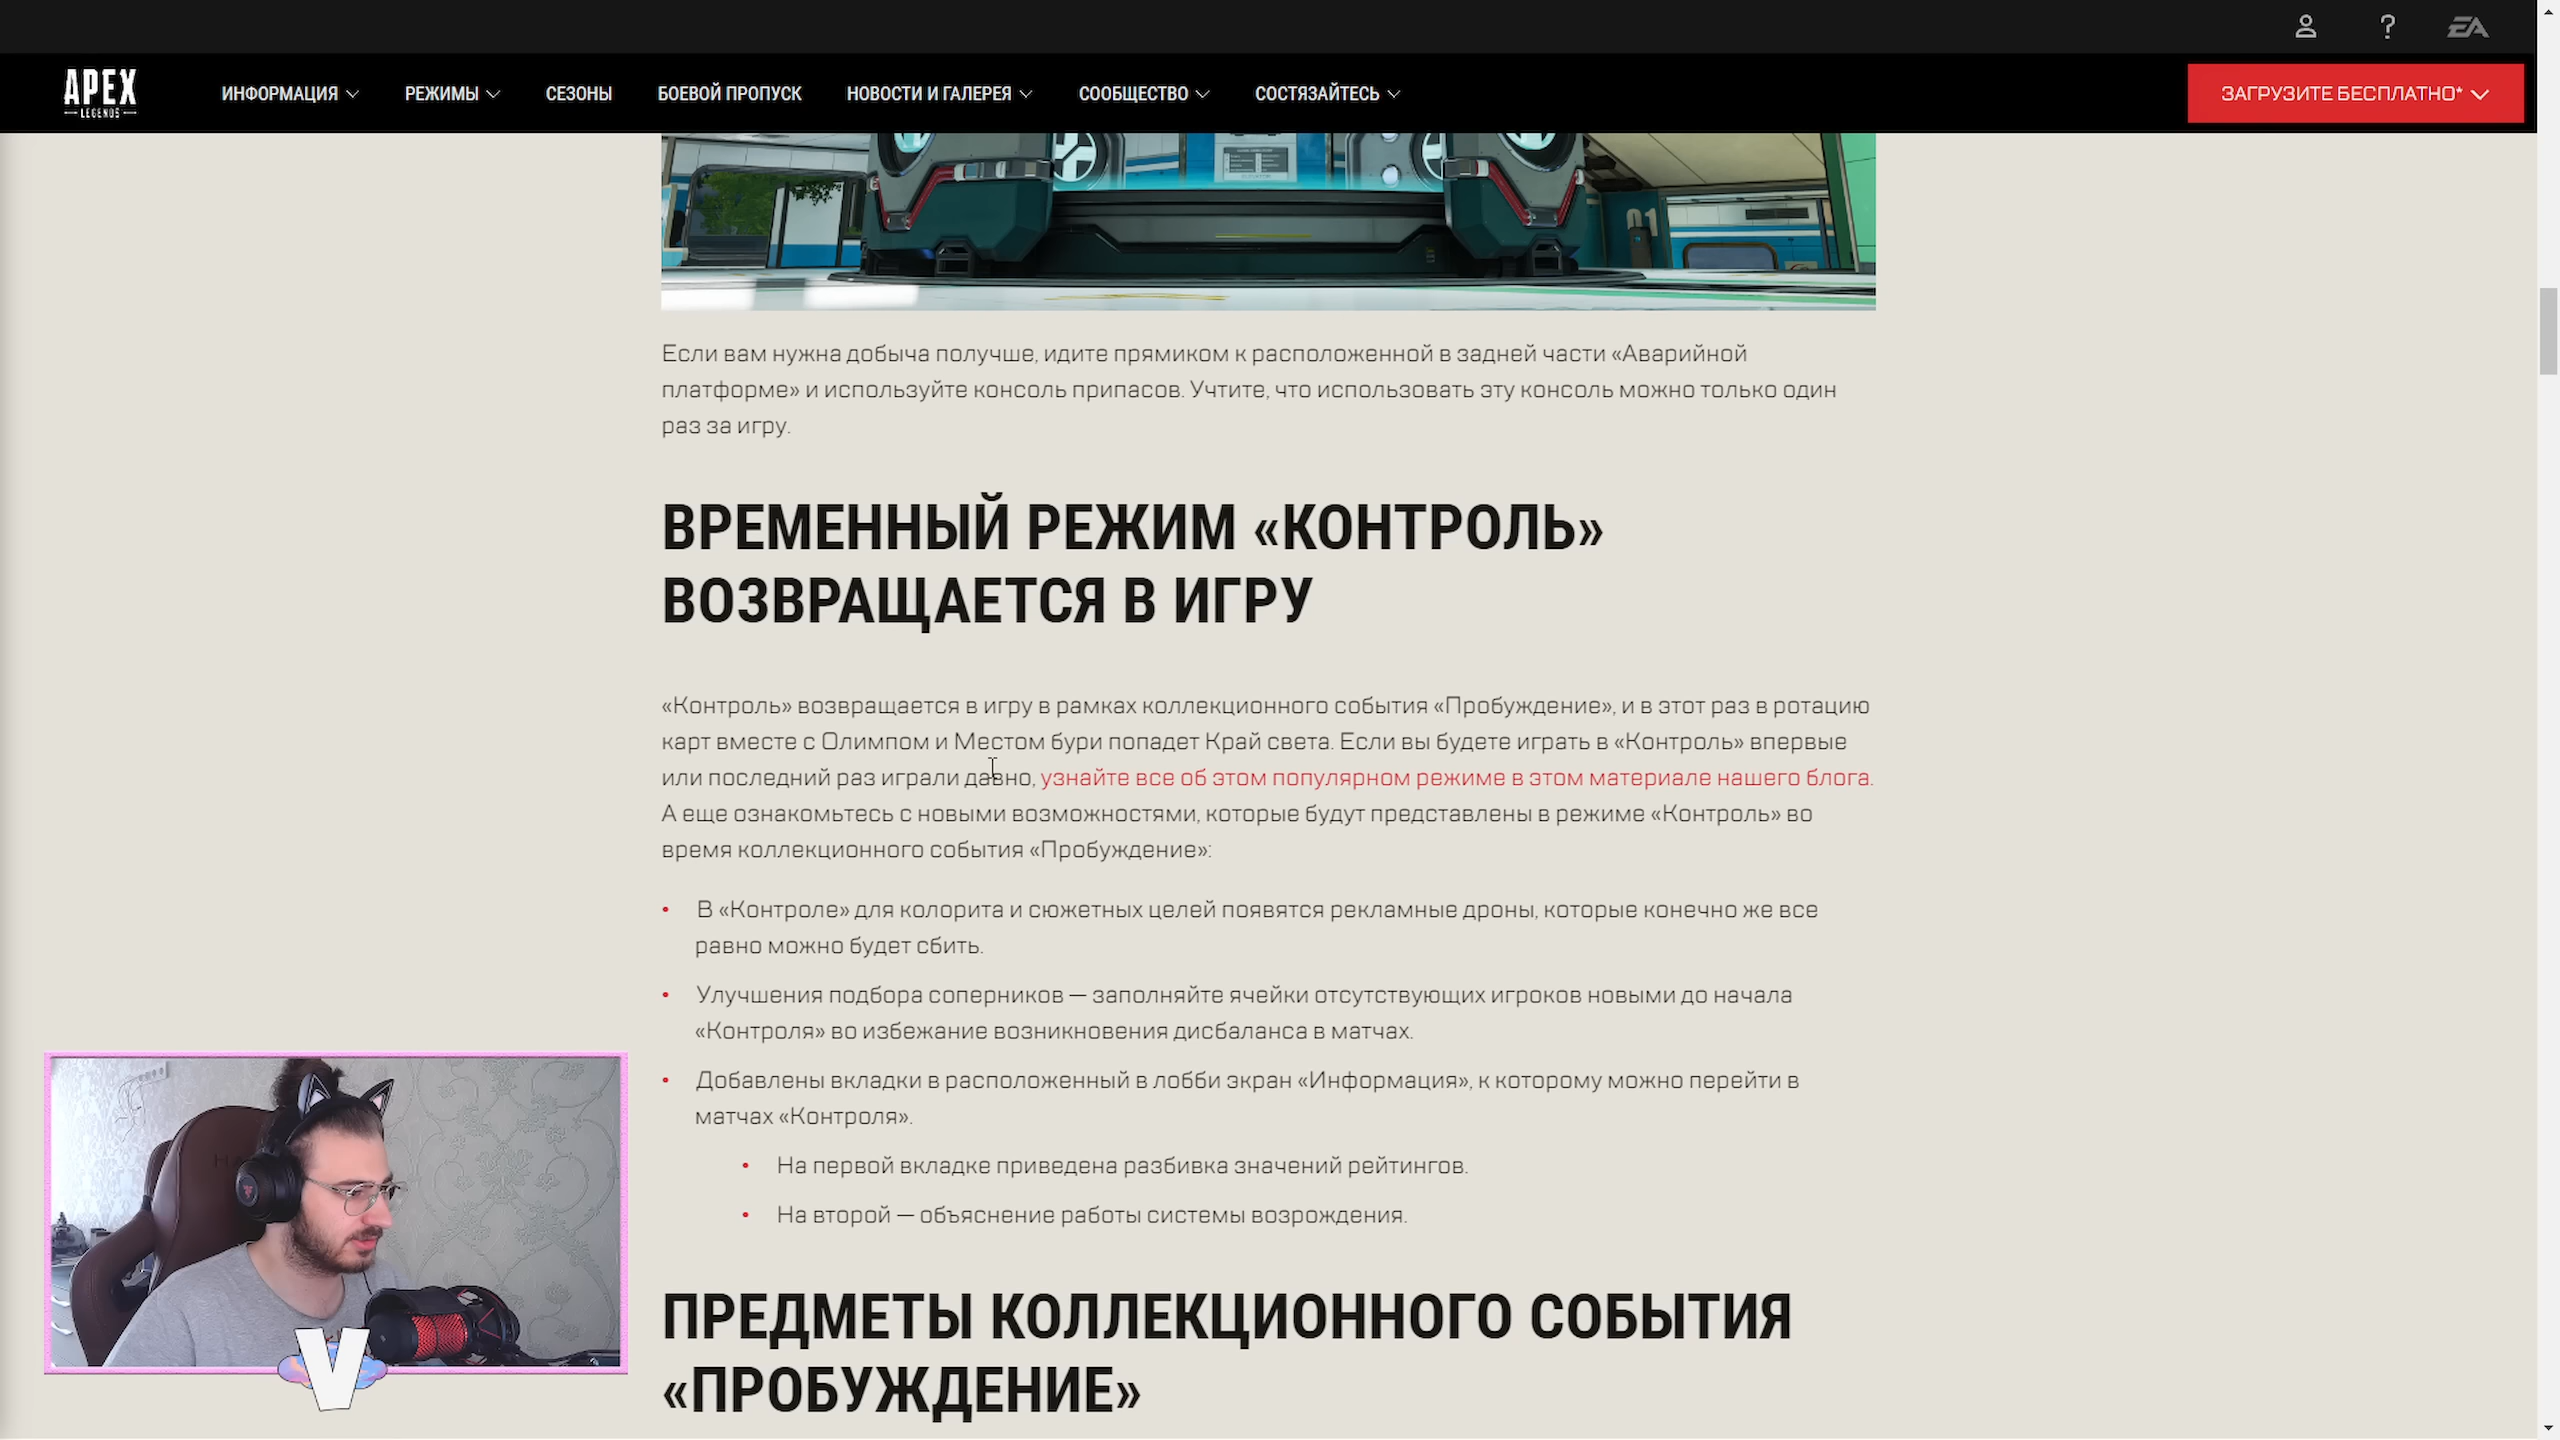 APEX
LEGENDS
ИНФОРМАЦИЯ
РЕЖИМЫ
СЕЗОНЫ
БОЕВОЙ ПРОПУСК
НОВОСТИ И ГАЛЕРЕЯ
СООБЩЕСТВО
СОСТЯЗАЙТЕСЬ
ЗАГРУЗИТЕ БЕСПЛАТНО*
EA
01
Если вам нужна добыча получше, идите прямиком к расположенной в задней части «Аварийной
платформе» и используйте консоль припасов. Учтите, что использовать эту консоль можно только один
раз за игру.
ВРЕМЕННЫЙ РЕЖИМ «КОНТРОЛЬ»
ВОЗВРАЩАЕТСЯ В ИГРУ
«Контроль» возвращается в игру в рамках коллекционного события «Пробуждение», и в этот раз в ротацию
карт вместе с Олимпом и Местом бури попадет Край света. Если вы будете играть в «Контроль» впервые
или последний раз играли давно, узнайте все об этом популярном режиме в этом материале нашего блога.
А еще ознакомьтесь с новыми возможностями, которые будут представлены в режиме «Контроль» во
время коллекционного события «Пробуждение»:
• В «Контроле» для колорита и сюжетных целей появятся рекламные дроны, которые конечно же все
равно можно будет сбить.
• Улучшения подбора соперников — заполняйте ячейки отсутствующих игроков новыми до начала
«Контроля» во избежание возникновения дисбаланса в матчах.
• Добавлены вкладки в расположенный в лобби экран «Информация», к которому можно перейти в
матчах «Контроля».
• На первой вкладке приведена разбивка значений рейтингов.
• На второй — объяснение работы системы возрождения.
ПРЕДМЕТЫ КОЛЛЕКЦИОННОГО СОБЫТИЯ
«ПРОБУЖДЕНИЕ»
V